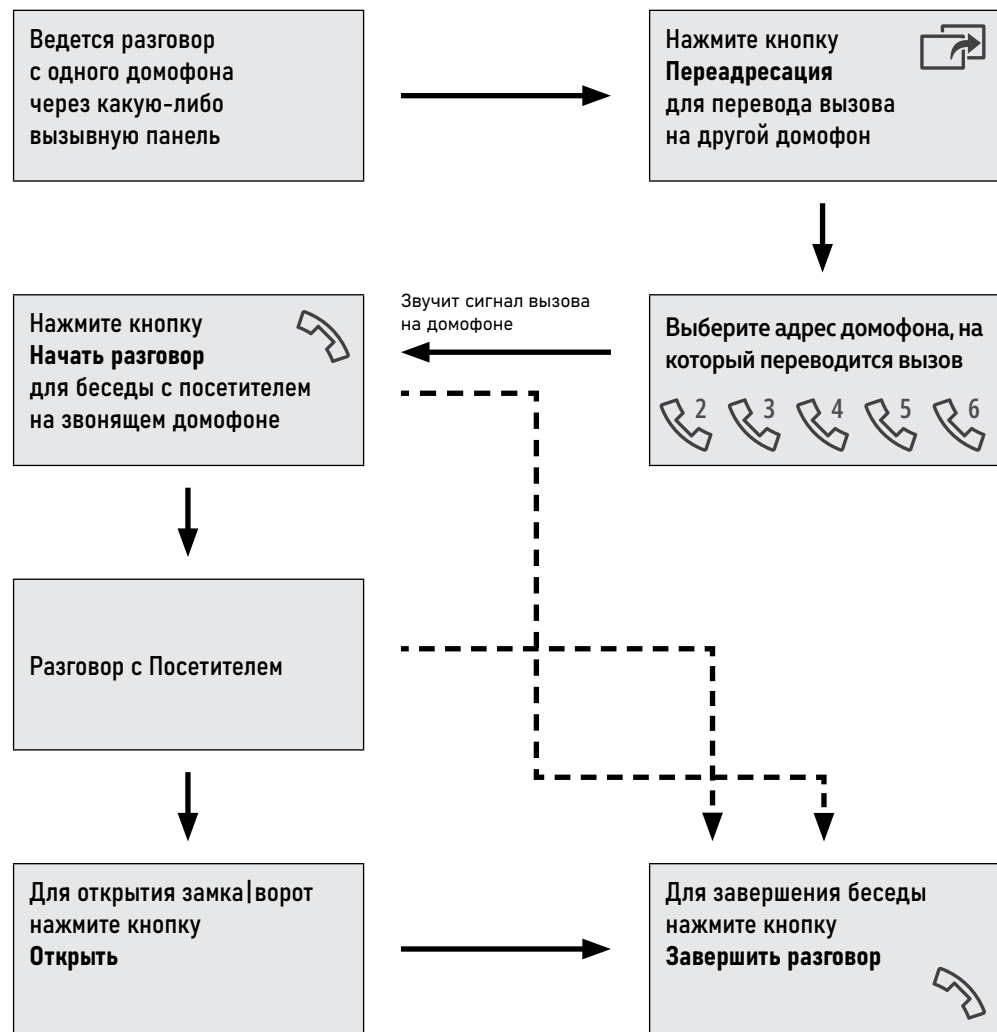 Ведется разговор
с одного домофона
через какую-либо
вызывную панель
Нажмите кнопку
Переадресация
для перевода вызова
на другой домофон
Нажмите кнопку
Начать разговор
для беседы с посетителем
на звонящем домофоне
Звучит сигнал вызова
на домофоне
Выберите адрес домофона, на
который переводится вызов
2 3 4 5 6
Разговор с Посетителем
Для открытия замка|ворот
нажмите кнопку
Открыть
Для завершения беседы
нажмите кнопку
Завершить разговор